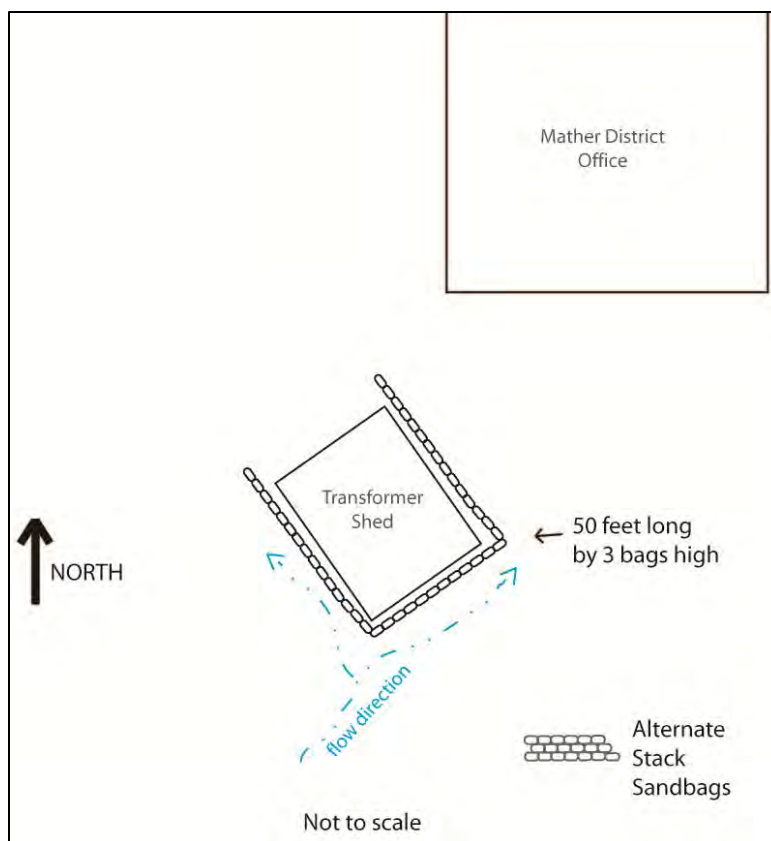 Mather District
Office
Transformer
Shed
50 feet long
by 3 bags high
NORTH
flow direction
Alternate
Stack
Sandbags
Not to scale